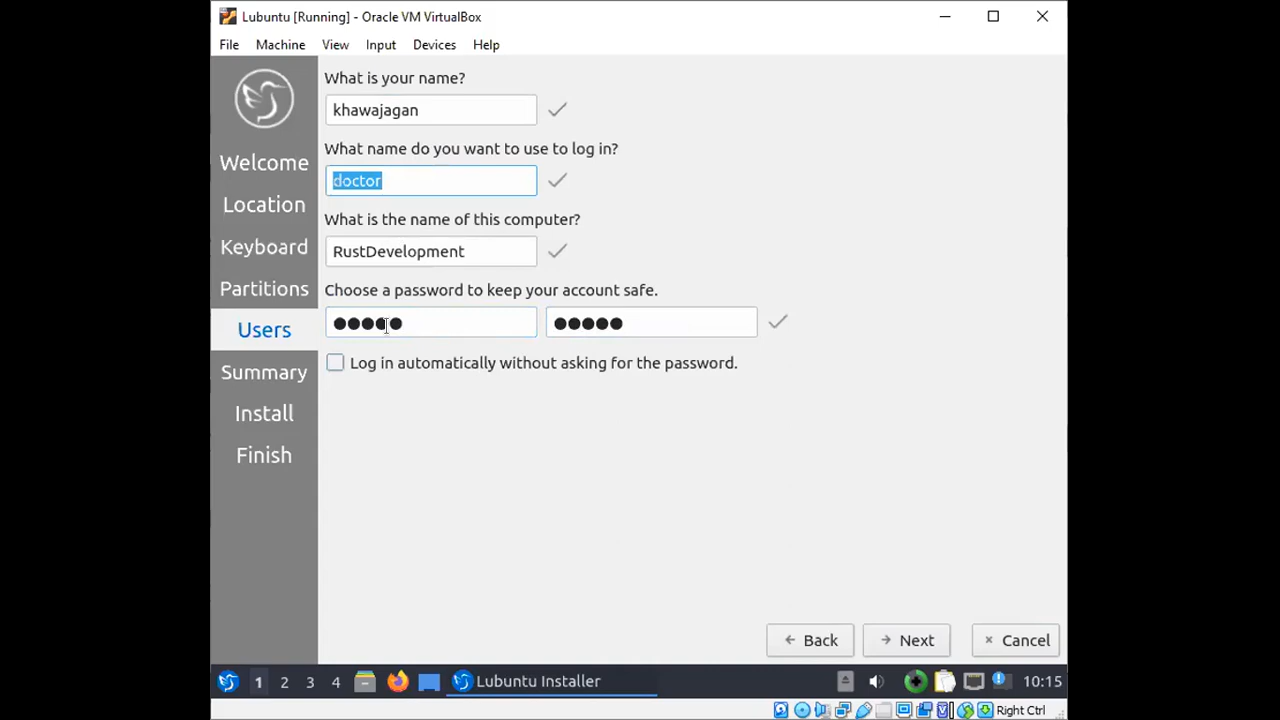 Lubuntu [Running] - Oracle VM VirtualBox
File Machine View Input Devices Help
Welcome
Location
Keyboard
Partitions
Users
Summary
Install
Finish
What is your name?
khawajagan
What name do you want to use to log in?
doctor
What is the name of this computer?
RustDevelopment
Choose a password to keep your account safe.
Log in automatically without asking for the password.
Back Next Cancel
1 2 3 4 Lubuntu Installer 10:15
Right Ctrl